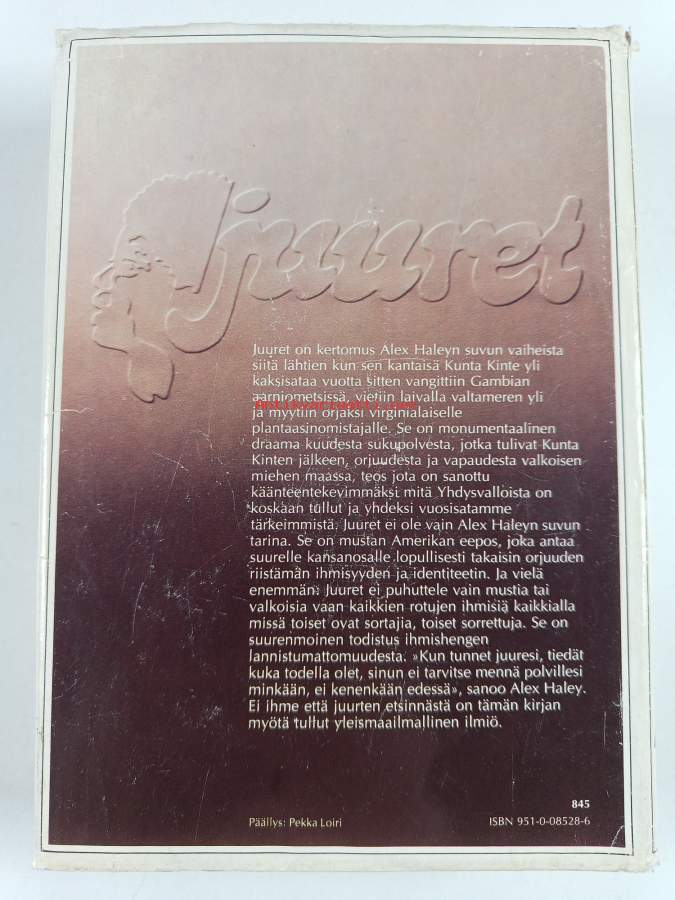 juuret
Juuret on kertomus Alex Haleyn suvun vaiheista
siitä lähtien kun sen kantaisä Kunta Kinte yli
kaksisataa vuotta sitten vangittiin Gambian
aarniometsissä, vietiin laivalla valtameren yli
ja myytiin orjaksi virginialaiselle
plantaasinomistajalle. Se on monumentaalinen
draama kuudesta sukupolvesta, jotka tulivat Kunta
Kinten jälkeen, orjuudesta ja vapaudesta valkoisen
miehen maassa, teos jota on sanottu
käänteentekevimmäksi mitä Yhdysvalloista on
koskaan tullut ja yhdeksi vuosisatamme
tärkeimmistä. Juuret ei ole vain Alex Haleyn suvun
tarina. Se on mustan Amerikan eepos, joka antaa
suurelle kansanosalle lopullisesti takaisin orjuuden
riistämän ihmisyyden ja identiteetin. Ja vielä
enemmän: Juuret ei puhuttele vain mustia tai
valkoisia vaan kaikkien rotujen ihmisiä kaikkialla
missä toiset ovat sortajia, toiset sorrettuja. Se on
suurenmoinen todistus ihmishengen
lannistumattomuudesta. »Kun tunnet juuresi, tiedät
kuka todella olet, sinun ei tarvitse mennä polvillesi
minkään, ei kenenkään edessä», sanoo Alex Haley.
Ei ihme että juurten etsinnästä on tämän kirjan
myötä tullut yleismaailmallinen ilmiö.
845
Päällys: Pekka Loiri ISBN 951-0-08528-6